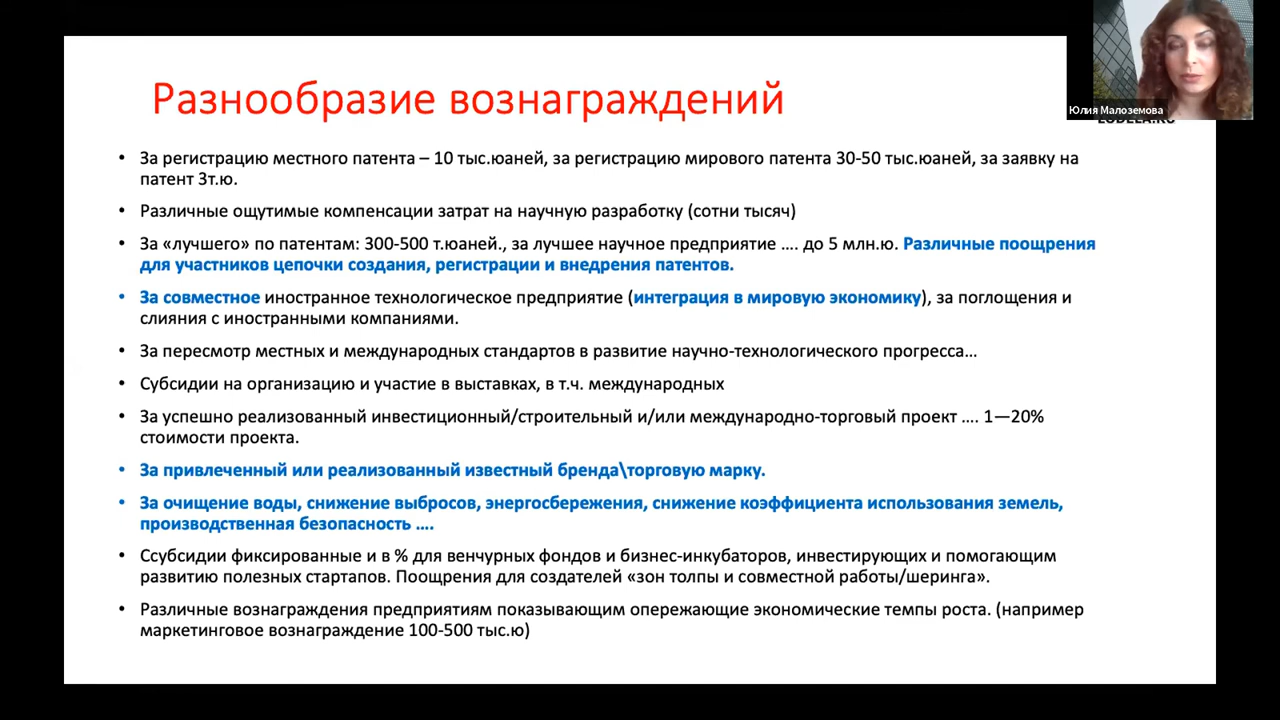 Разнообразие вознаграждений
Юлия Малоземова
• За регистрацию местного патента – 10 тыс.юаней, за регистрацию мирового патента 30-50 тыс.юаней, за заявку на
патент 3т.ю.
• Различные ощутимые компенсации затрат на научную разработку (сотни тысяч)
• За «лучшего» по патентам: 300-500 т.юаней., за лучшее научное предприятие .... до 5 млн.ю. Различные поощрения
для участников цепочки создания, регистрации и внедрения патентов.
• За совместное иностранное технологическое предприятие (интеграция в мировую экономику), за поглощения и
слияния с иностранными компаниями.
• За пересмотр местных и международных стандартов в развитие научно-технологического прогресса...
• Субсидии на организацию и участие в выставках, в т.ч. международных
• За успешно реализованный инвестиционный/строительный и/или международно-торговый проект .... 1—20%
стоимости проекта.
• За привлеченный или реализованный известный бренда\торговую марку.
• За очищение воды, снижение выбросов, энергосбережения, снижение коэффициента использования земель,
производственная безопасность ....
• Ссубсидии фиксированные и в % для венчурных фондов и бизнес-инкубаторов, инвестирующих и помогающим
развитию полезных стартапов. Поощрения для создателей «зон толпы и совместной работы/шеринга».
• Различные вознаграждения предприятиям показывающим опережающие экономические темпы роста. (например
маркетинговое вознаграждение 100-500 тыс.ю)